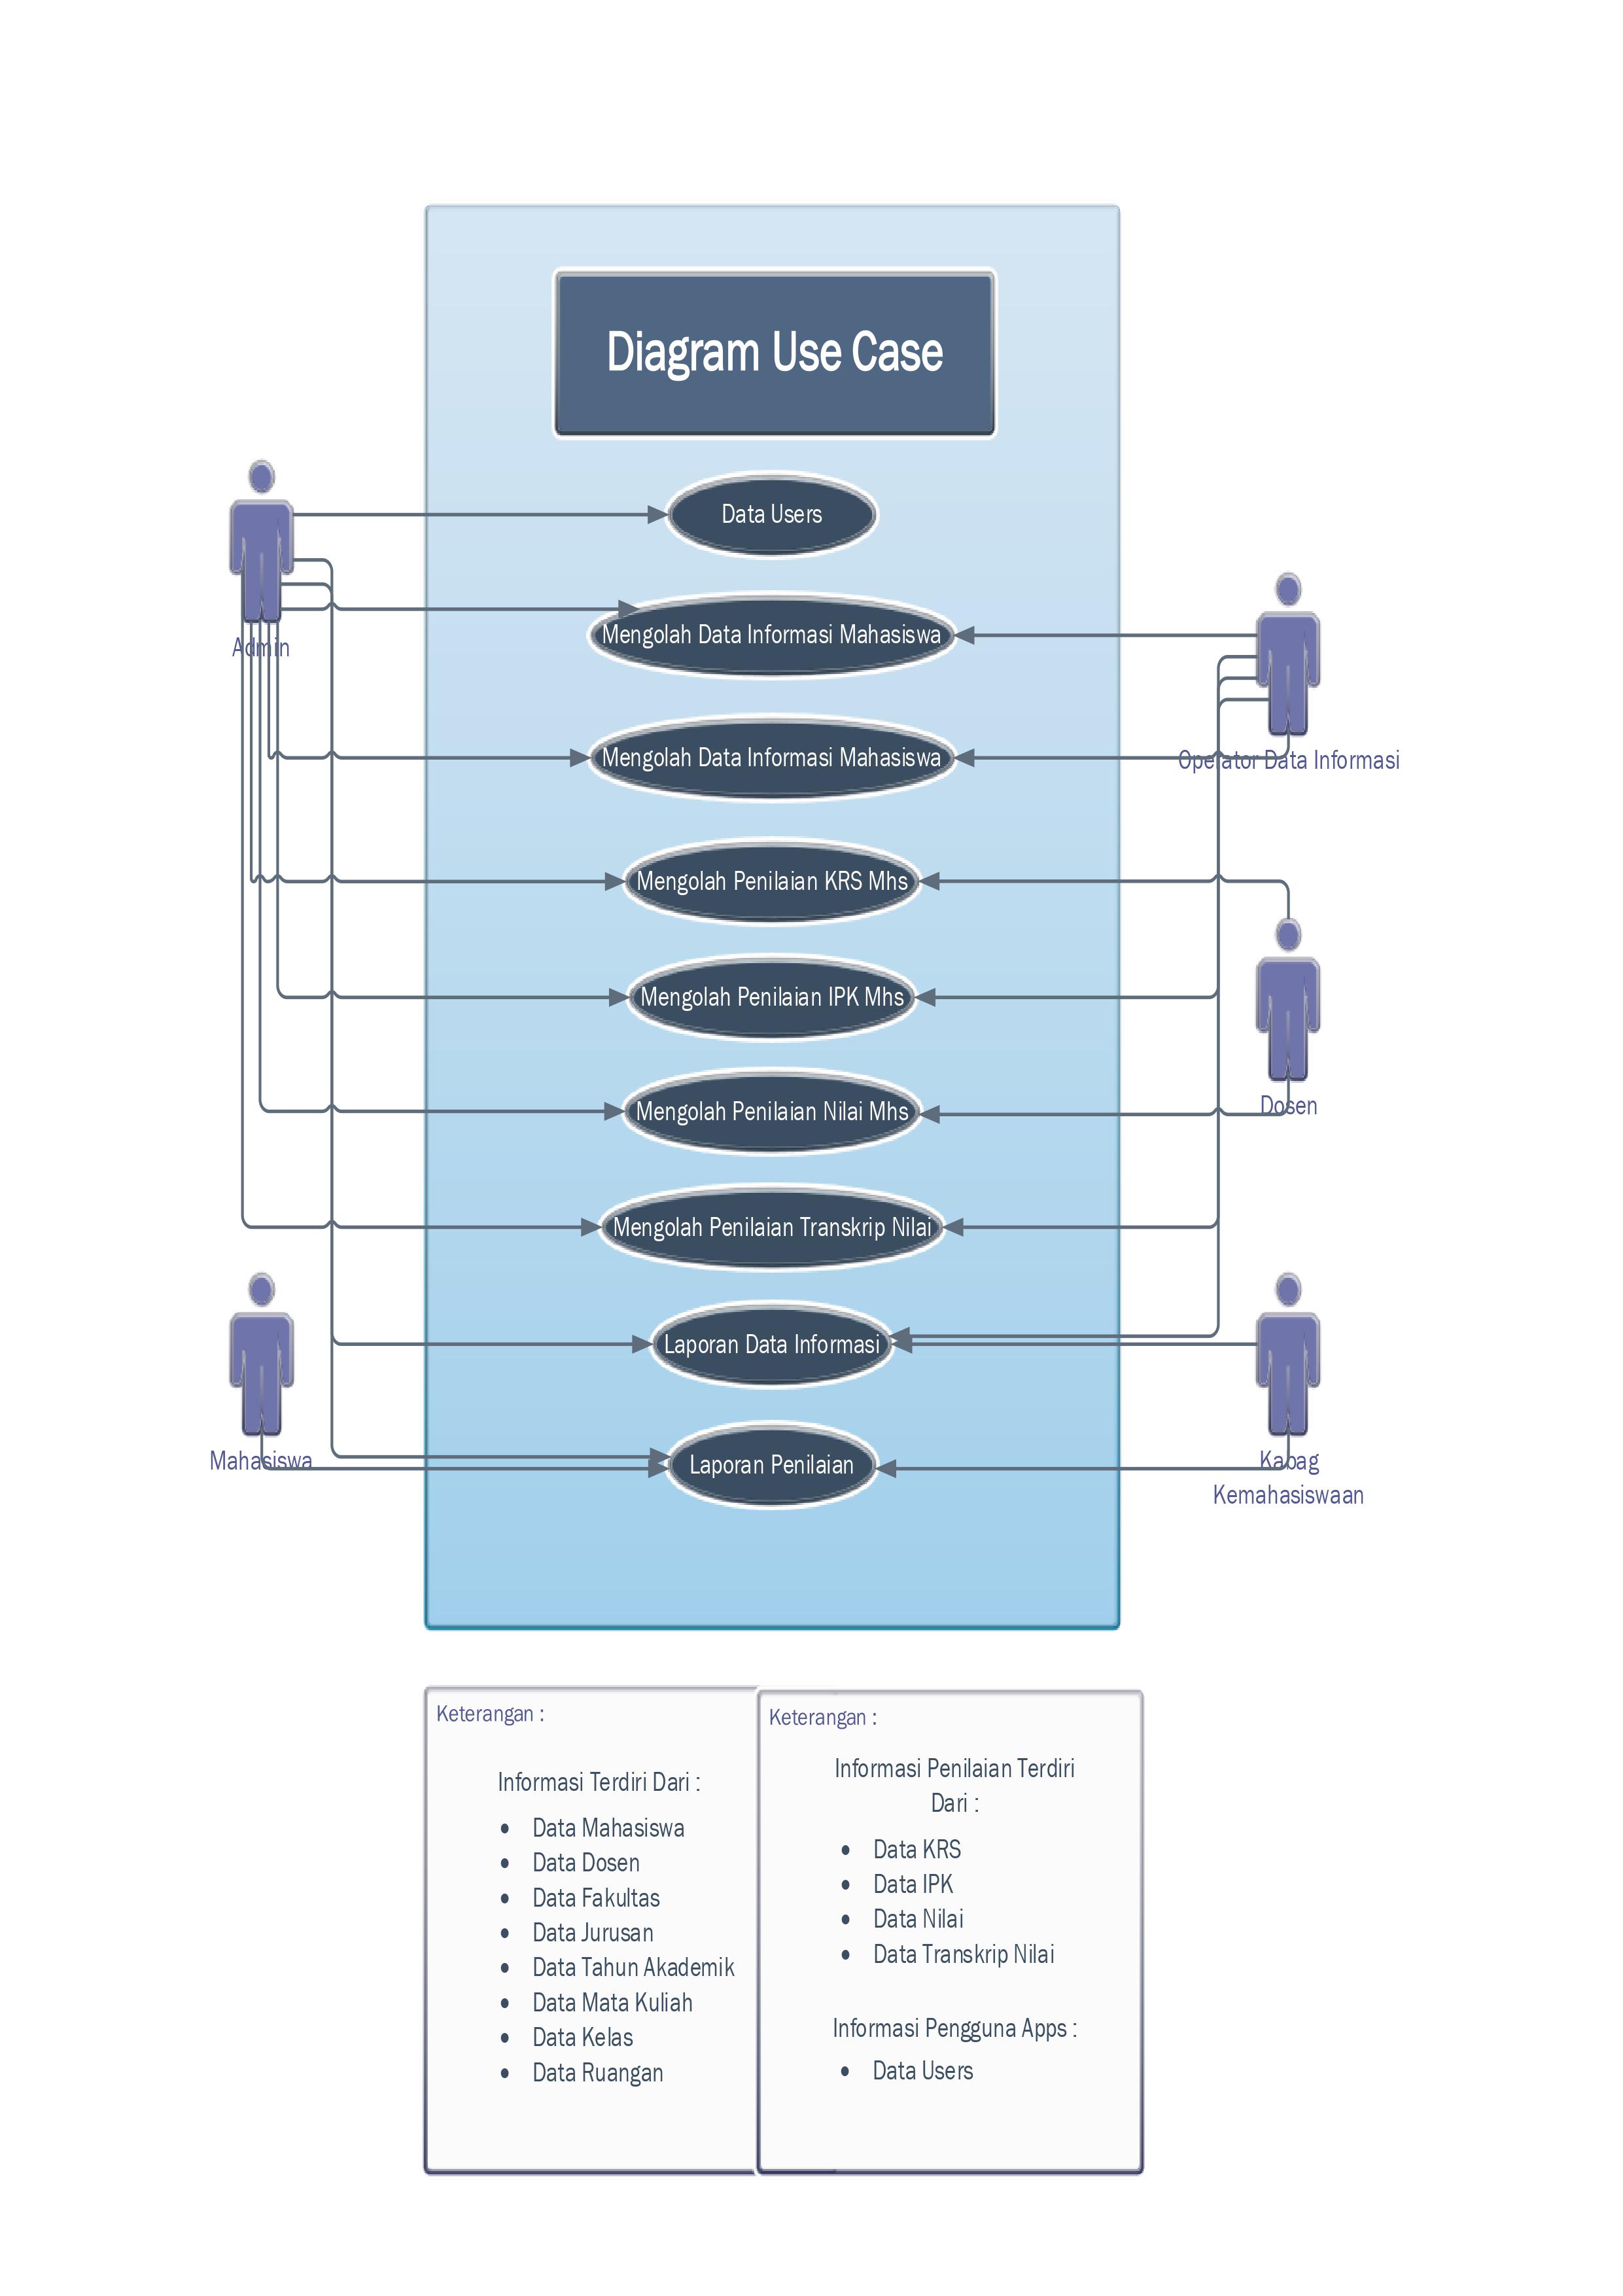 Diagram Use Case
Data Users
Mengolah Data Informasi Mahasiswa
Admin
Mengolah Data Informasi Mahasiswa
Operator Data Informasi
Mengolah Penilaian KRS Mhs
Mengolah Penilaian IPK Mhs
Mengolah Penilaian Nilai Mhs
Dosen
Mengolah Penilaian Transkrip Nilai
Laporan Data Informasi
Mahasiswa
Laporan Penilaian
Kabag
Kemahasiswaan
Keterangan :
Informasi Terdiri Dari :
• Data Mahasiswa
• Data Dosen
• Data Fakultas
• Data Jurusan
• Data Tahun Akademik
• Data Mata Kuliah
• Data Kelas
• Data Ruangan
Keterangan :
Informasi Penilaian Terdiri
Dari :
• Data KRS
• Data IPK
• Data Nilai
• Data Transkrip Nilai
Informasi Pengguna Apps :
• Data Users